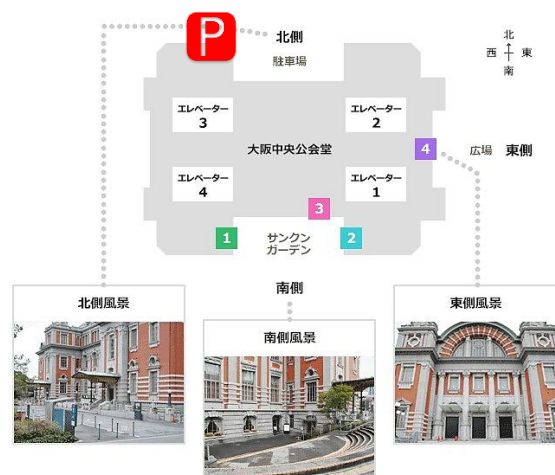 P
北側
駐車場
北
西 東
南
エレベーター
3
エレベーター
2
大阪中央公会堂
4
広場 東側
エレベーター
4
エレベーター
1
3
1
サンクン
ガーデン
2
南側
北側風景
南側風景
東側風景